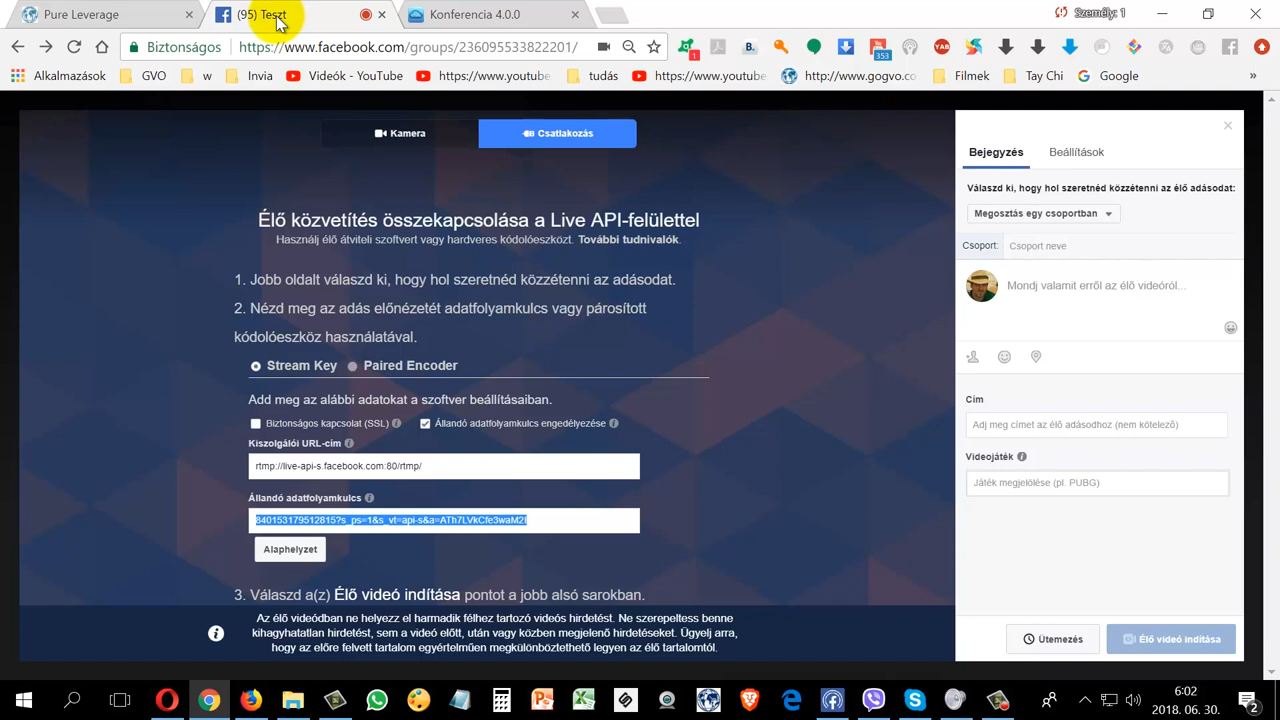 Pure Leverage
(95) Teszt
Konferencia 4.0.0
Személy: 1
Biztonságos
https://www.facebook.com/groups/236095533822201/
1
353
YAB
Alkalmazások
GVO
w
Invia
Videók - YouTube
https://www.youtube
tudás
https://www.youtube
http://www.gogvo.co
Filmek
Tay Chi
Google
»
Kamera
Csatlakozás
Élő közvetítés összekapcsolása a Live API-felülettel
Használj élő átviteli szoftvert vagy hardveres kódolóeszközt. További tudnivalók.
1. Jobb oldalt válaszd ki, hogy hol szeretnéd közzétenni az adásodat.
2. Nézd meg az adás előnézetét adatfolyamkulcs vagy párosított
kódolóeszköz használatával.
Stream Key
Paired Encoder
Add meg az alábbi adatokat a szoftver beállításaiban.
Biztonságos kapcsolat (SSL)
Állandó adatfolyamkulcs engedélyezése
Kiszolgálói URL-cím
rtmp://live-api-s.facebook.com:80/rtmp/
Állandó adatfolyamkulcs
840153179512815?s_ps=1&s_vt=api-s&a=ATh7LVkCfe3waM2I
Alaphelyzet
3. Válaszd a(z) Élő videó indítása pontot a jobb alsó sarokban.
Az élő videódban ne helyezz el harmadik félhez tartozó videós hirdetést. Ne szerepeltess benne
kihagyhatatlan hirdetést, sem a videó előtt, után vagy közben megjelenő hirdetéseket. Ügyelj arra,
hogy az előre felvett tartalom egyértelműen megkülönböztethető legyen az élő tartalomtól.
Bejegyzés
Beállítások
Válaszd ki, hogy hol szeretnéd közzétenni az élő adásodat:
Megosztás egy csoportban
Csoport:
Csoport neve
Mondj valamit erről az élő videóról...
Cím
Adj meg címet az élő adásodhoz (nem kötelező)
Videojáték
Játék megjelölése (pl. PUBG)
Ütemezés
Élő videó indítása
6:02
2018. 06. 30.
2